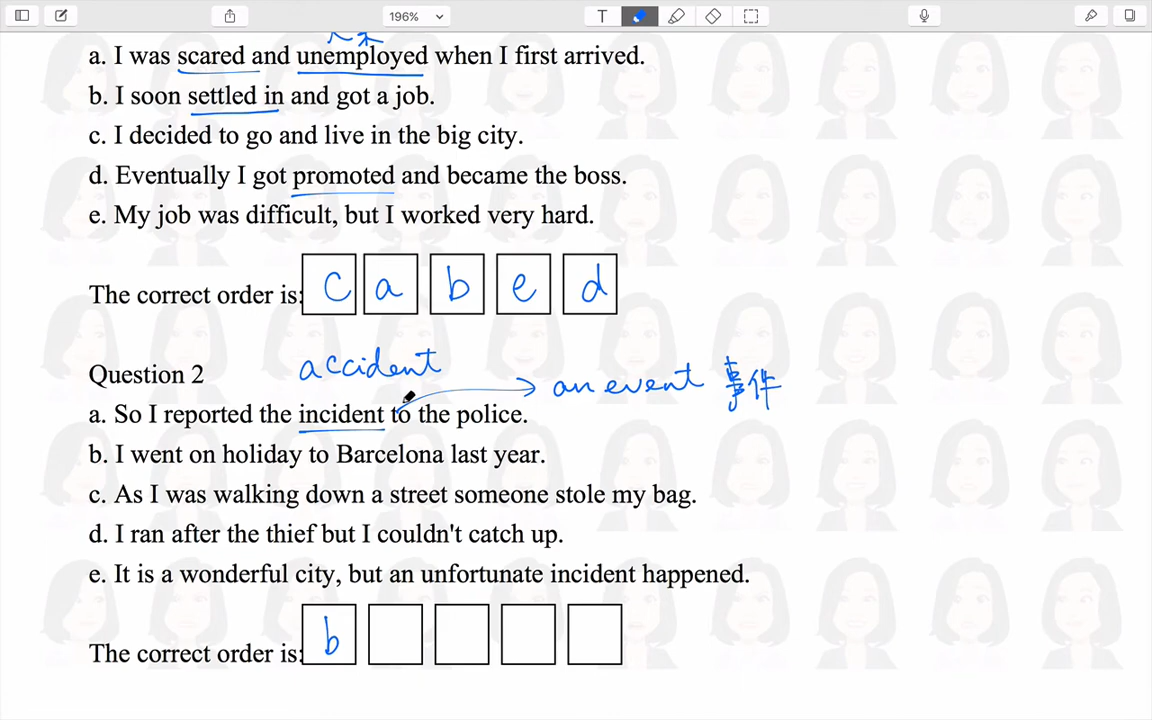 196%
a. I was scared and unemployed when I first arrived.
b. I soon settled in and got a job.
c. I decided to go and live in the big city.
d. Eventually I got promoted and became the boss.
e. My job was difficult, but I worked very hard.
The correct order is: c a b e d
accident
Question 2
an event 事件
a. So I reported the incident to the police.
b. I went on holiday to Barcelona last year.
c. As I was walking down a street someone stole my bag.
d. I ran after the thief but I couldn't catch up.
e. It is a wonderful city, but an unfortunate incident happened.
The correct order is: b